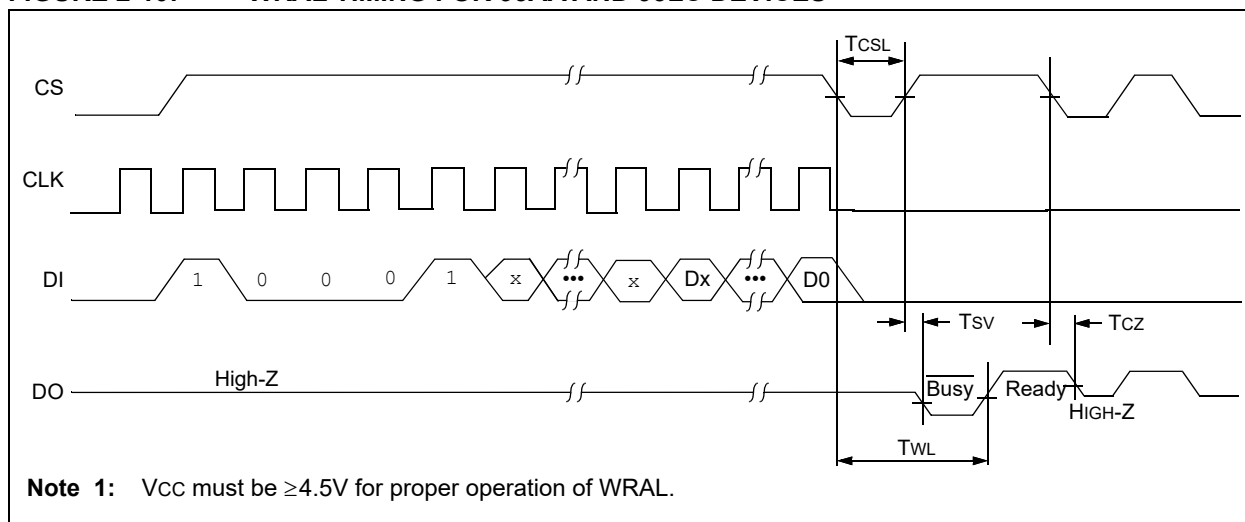 TCSL
CS
CLK
DI 1 0 0 0 1 x ••• x Dx ••• D0
TSV TCZ
DO High-Z Busy Ready HIGH-Z
TWL
Note 1: VCC must be ≥4.5V for proper operation of WRAL.